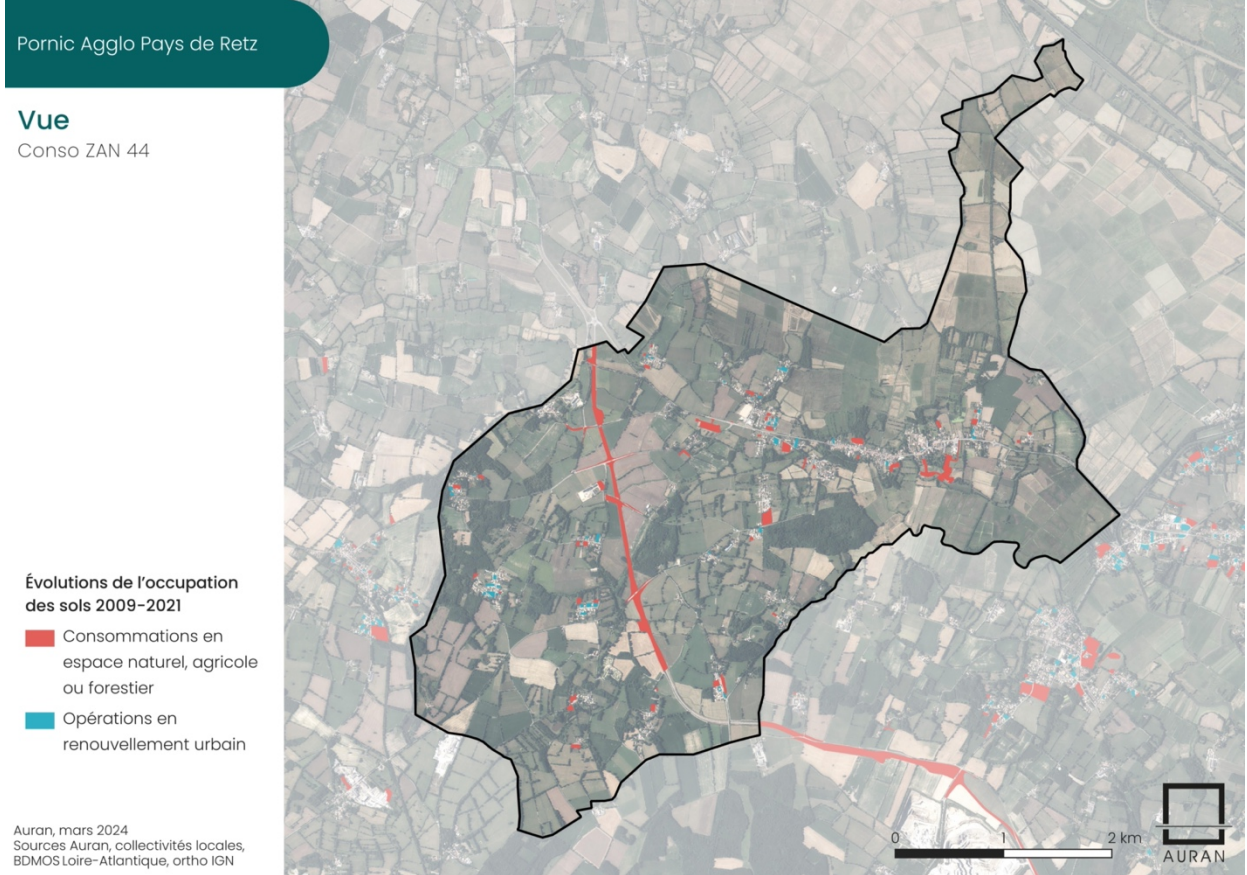 Pornic Agglo Pays de Retz
Vue
Conso ZAN 44
Évolutions de l'occupation
des sols 2009-2021
Consommations en
espace naturel, agricole
ou forestier
Opérations en
renouvellement urbain
Auran, mars 2024
Sources Auran, collectivités locales,
BDMOS Loire-Atlantique, ortho IGN
0 1 2 km
AURAN